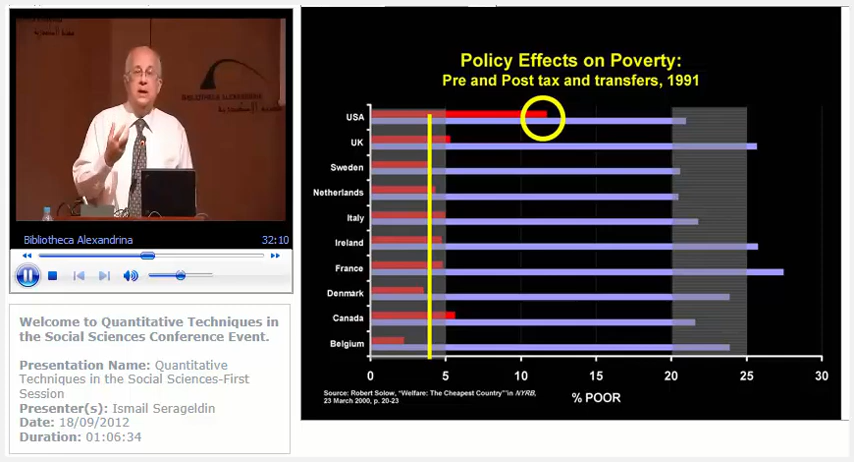 BIBLIOTHECA ALEXANDRINA
Bibliotheca Alexandrina
32:10
Welcome to Quantitative Techniques in
the Social Sciences Conference Event.
Presentation Name: Quantitative
Techniques in the Social Sciences-First
Session
Presenter(s): Ismail Serageldin
Date: 18/09/2012
Duration: 01:06:34
Policy Effects on Poverty:
Pre and Post tax and transfers, 1991
USA
UK
Sweden
Netherlands
Italy
Ireland
France
Denmark
Canada
Belgium
0 5 10 15 20 25 30
% POOR
Source: Robert Solow, "Welfare: The Cheapest Country" in NYRB,
23 March 2000, p. 20-23